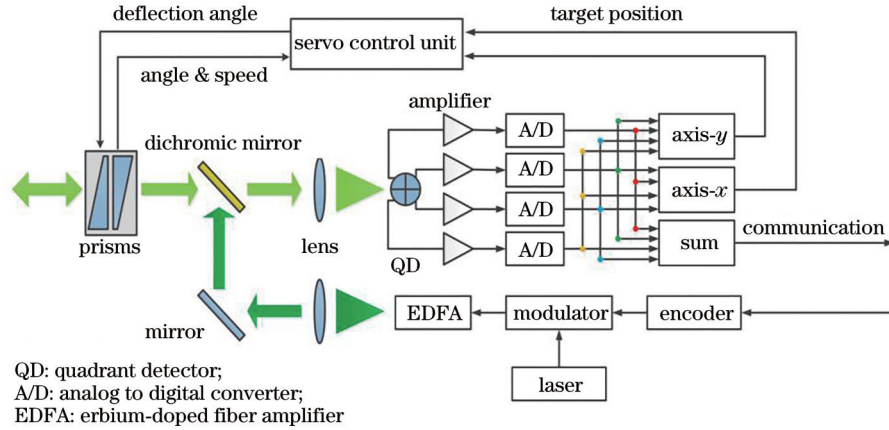 deflection angle
target position
servo control unit
angle & speed
amplifier
dichromic mirror
A/D
axis-y
A/D
axis-x
A/D
prisms
lens
QD
A/D
sum
communication
mirror
EDFA
modulator
encoder
laser
QD: quadrant detector;
A/D: analog to digital converter;
EDFA: erbium-doped fiber amplifier